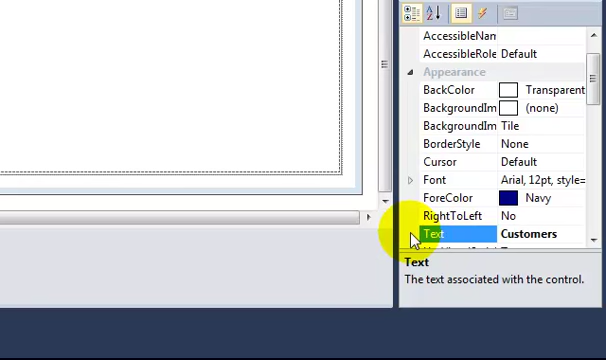 AccessibleNam
AccessibleRole Default
Appearance
BackColor Transparent
BackgroundIm (none)
BackgroundIm Tile
BorderStyle None
Cursor Default
Font Arial, 12pt, style=
ForeColor Navy
RightToLeft No
Text Customers
Text
The text associated with the control.